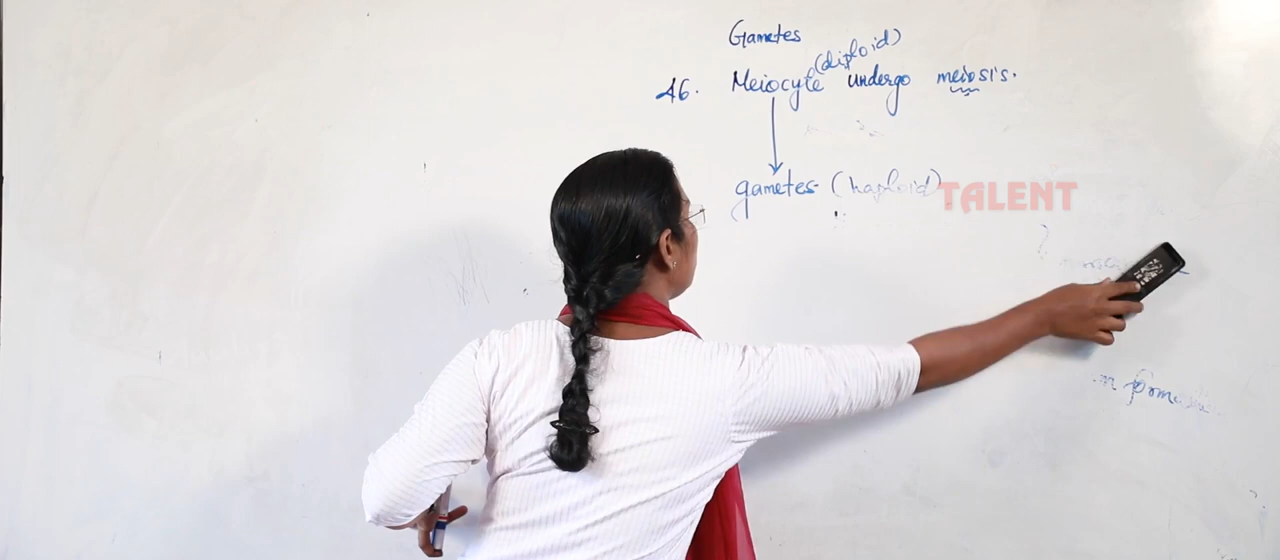 Gametes
(diploid)
46. Meiocyte undergo meiosis.
gametes (haploid)
TALENT